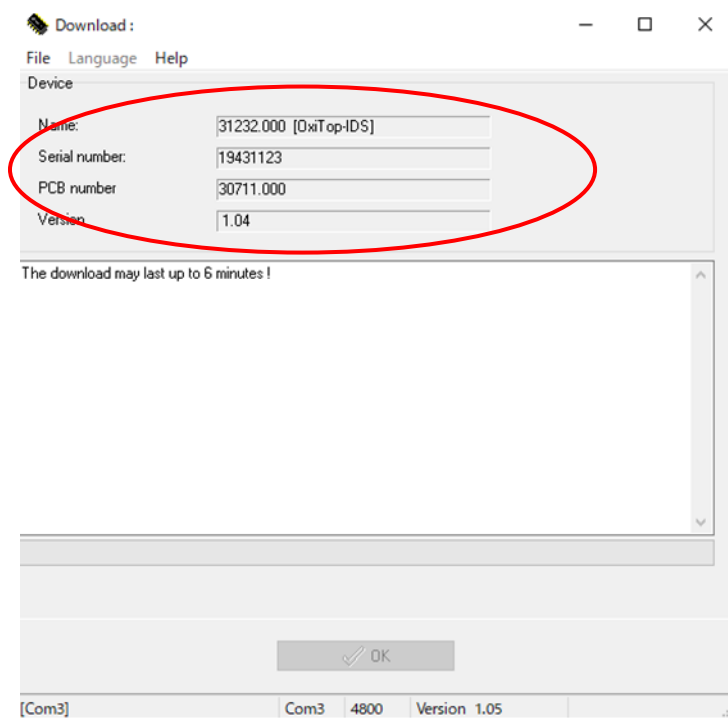 Download :
File Language Help
Device
Name: 31232.000 [OxiTop-IDS]
Serial number: 19431123
PCB number 30711.000
Version 1.04
The download may last up to 6 minutes !
OK
[Com3] Com3 4800 Version 1.05